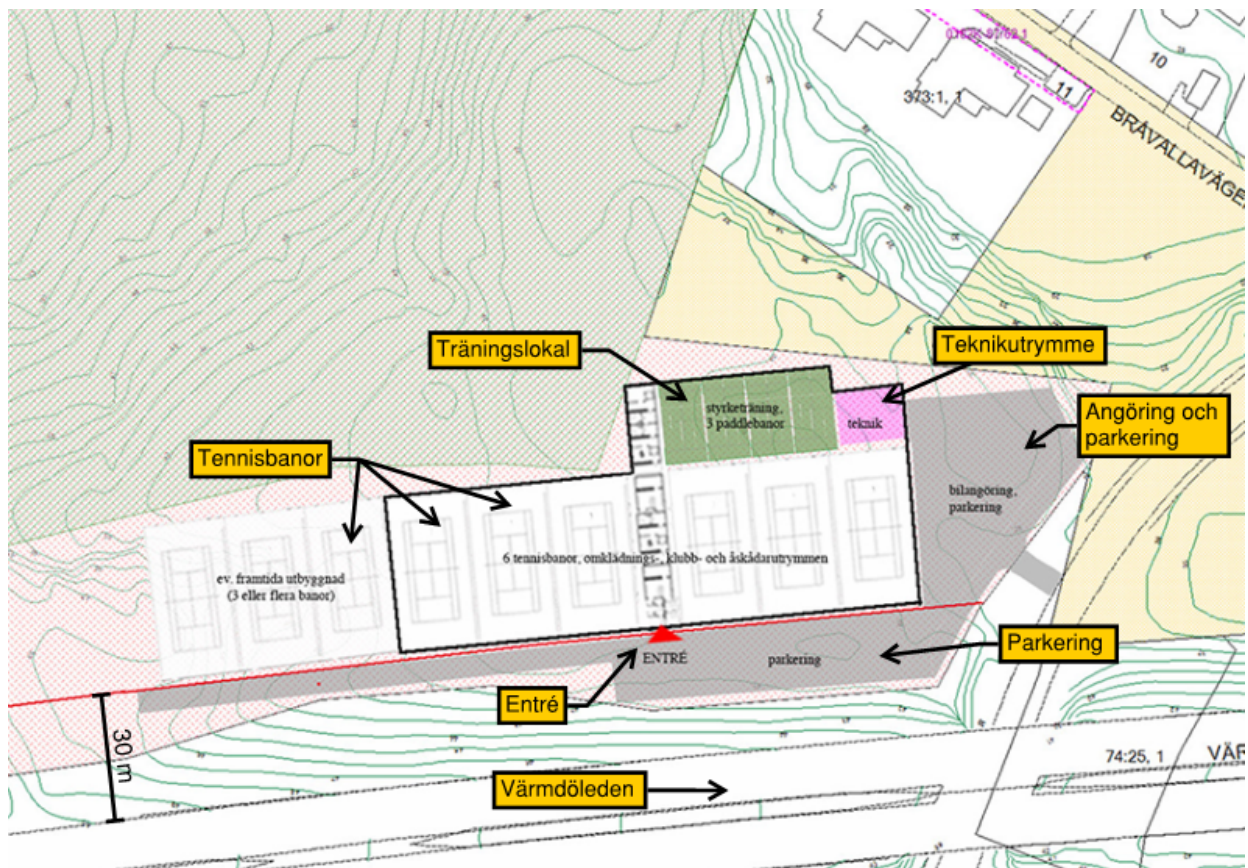 10
11
373:1, 1
BRÅVALLAVÄGEN
Träningslokal
Teknikutrymme
styrketräning,
3 paddlebanor
teknik
Angöring och
parkering
Tennisbanor
bilangöring,
parkering
6 tennisbanor, omklädnings-, klubb- och åskådarutrymmen
ev. framtida utbyggnad
(3 eller flera banor)
ENTRÉ
parkering
Parkering
Entré
30 m
74:25, 1
VÄR
Värmdöleden